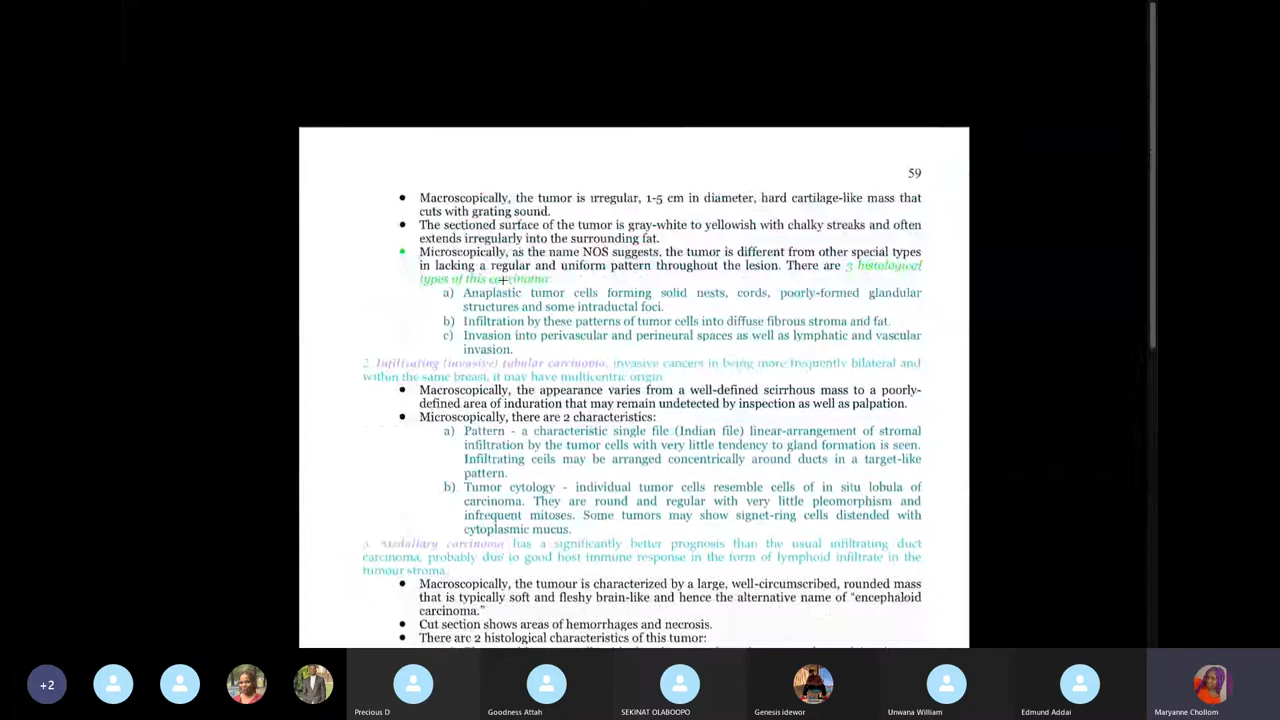 59
• Macroscopically, the tumor is irregular, 1-5 cm in diameter, hard cartilage-like mass that
cuts with grating sound.
• The sectioned surface of the tumor is gray-white to yellowish with chalky streaks and often
extends irregularly into the surrounding fat.
• Microscopically, as the name NOS suggests, the tumor is different from other special types
in lacking a regular and uniform pattern throughout the lesion. There are 3 histological
types of this carcinoma:
a) Anaplastic tumor cells forming solid nests, cords, poorly-formed glandular
structures and some intraductal foci.
b) Infiltration by these patterns of tumor cells into diffuse fibrous stroma and fat.
c) Invasion into perivascular and perineural spaces as well as lymphatic and vascular
invasion.
2. Infiltrating (invasive) tubular carcinoma, invasive cancers in being more frequently bilateral and
within the same breast, it may have multicentric origin.
• Macroscopically, the appearance varies from a well-defined scirrhous mass to a poorly-
defined area of induration that may remain undetected by inspection as well as palpation.
• Microscopically, there are 2 characteristics:
a) Pattern - a characteristic single file (Indian file) linear-arrangement of stromal
infiltration by the tumor cells with very little tendency to gland formation is seen.
Infiltrating cells may be arranged concentrically around ducts in a target-like
pattern.
b) Tumor cytology - individual tumor cells resemble cells of in situ lobula of
carcinoma. They are round and regular with very little pleomorphism and
infrequent mitoses. Some tumors may show signet-ring cells distended with
cytoplasmic mucus.
3. Medullary carcinoma has a significantly better prognosis than the usual infiltrating duct
carcinoma, probably due to good host immune response in the form of lymphoid infiltrate in the
tumour stroma.
• Macroscopically, the tumour is characterized by a large, well-circumscribed, rounded mass
that is typically soft and fleshy brain-like and hence the alternative name of “encephaloid
carcinoma.”
• Cut section shows areas of hemorrhages and necrosis.
• There are 2 histological characteristics of this tumor:
+2
Precious D
Goodness Attah
SEKINAT OLABOOPO
Genesis idewor
Unwana William
Edmund Addai
Maryanne Chollom